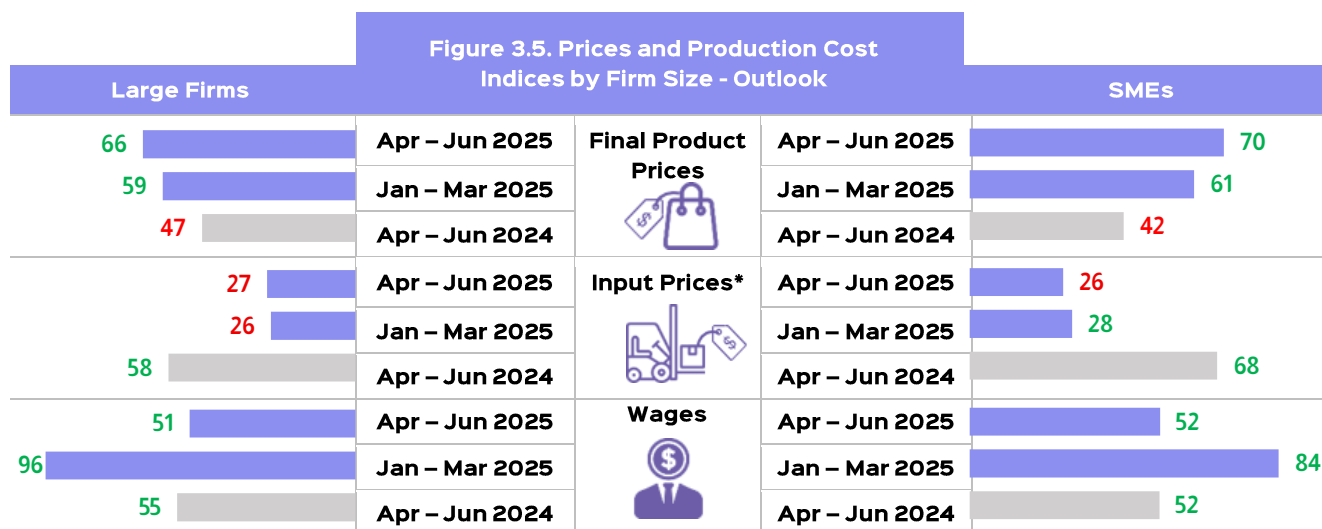 Figure 3.5. Prices and Production Cost
Indices by Firm Size - Outlook
Large Firms
SMEs
66
Apr – Jun 2025
Final Product
Prices
Apr – Jun 2025
70
59
Jan – Mar 2025
Jan – Mar 2025
61
47
Apr – Jun 2024
$
Apr – Jun 2024
42
27
Apr – Jun 2025
Input Prices*
Apr – Jun 2025
26
26
Jan – Mar 2025
$
Jan – Mar 2025
28
58
Apr – Jun 2024
Apr – Jun 2024
68
51
Apr – Jun 2025
Wages
Apr – Jun 2025
52
96
Jan – Mar 2025
$
Jan – Mar 2025
84
55
Apr – Jun 2024
Apr – Jun 2024
52